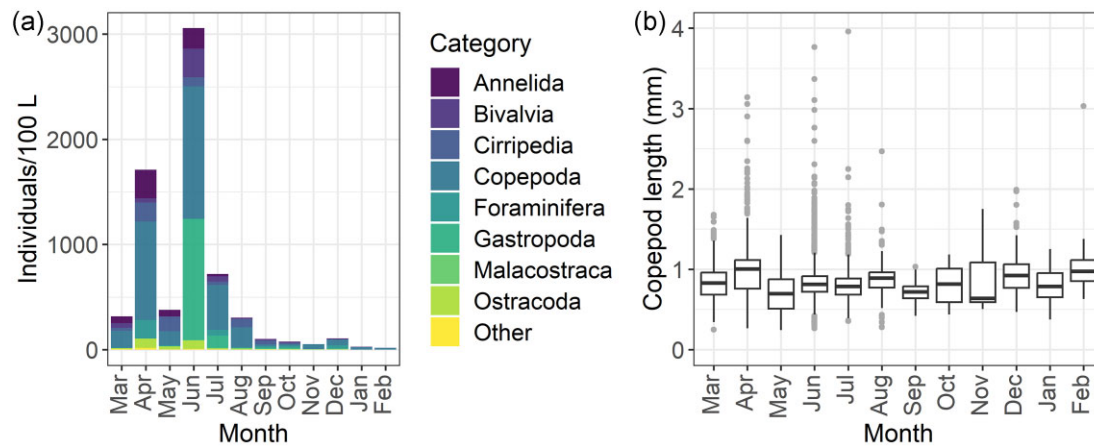 (a)
Individuals/100 L
3000
2000
1000
0
Mar
Apr
May
Jun
Jul
Aug
Sep
Oct
Nov
Dec
Jan
Feb
Month
Category
Annelida
Bivalvia
Cirripedia
Copepoda
Foraminifera
Gastropoda
Malacostraca
Ostracoda
Other
(b)
Copepod length (mm)
4
3
2
1
0
Mar
Apr
May
Jun
Jul
Aug
Sep
Oct
Nov
Dec
Jan
Feb
Month